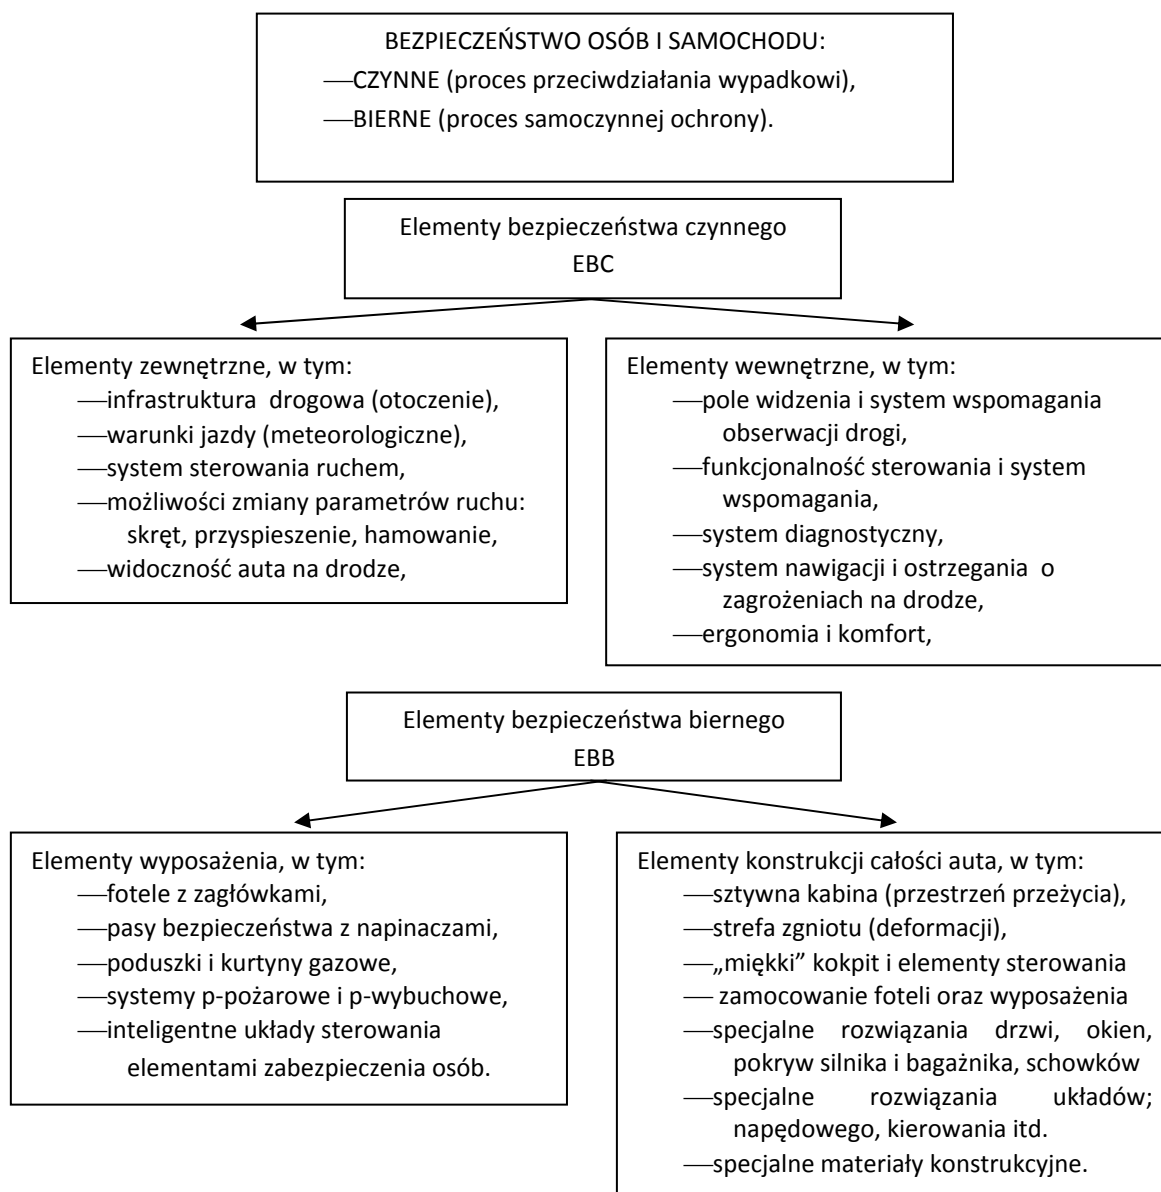 BEZPIECZEŃSTWO OSÓB I SAMOCHODU:
—CZYNNE (proces przeciwdziałania wypadkowi),
—BIERNE (proces samoczynnej ochrony).
Elementy bezpieczeństwa czynnego
EBC
Elementy zewnętrzne, w tym:
—infrastruktura drogowa (otoczenie),
—warunki jazdy (meteorologiczne),
—system sterowania ruchem,
—możliwości zmiany parametrów ruchu:
skręt, przyspieszenie, hamowanie,
—widoczność auta na drodze,
Elementy wewnętrzne, w tym:
—pole widzenia i system wspomagania
obserwacji drogi,
—funkcjonalność sterowania i system
wspomagania,
—system diagnostyczny,
—system nawigacji i ostrzegania o
zagrożeniach na drodze,
—ergonomia i komfort,
Elementy bezpieczeństwa biernego
EBB
Elementy wyposażenia, w tym:
—fotele z zagłówkami,
—pasy bezpieczeństwa z napinaczami,
—poduszki i kurtyny gazowe,
—systemy p-pożarowe i p-wybuchowe,
—inteligentne układy sterowania
elementami zabezpieczenia osób.
Elementy konstrukcji całości auta, w tym:
—sztywna kabina (przestrzeń przeżycia),
—strefa zgniotu (deformacji),
—„miękki” kokpit i elementy sterowania
— zamocowanie foteli oraz wyposażenia
—specjalne rozwiązania drzwi, okien,
pokryw silnika i bagażnika, schowków
—specjalne rozwiązania układów;
napędowego, kierowania itd.
—specjalne materiały konstrukcyjne.